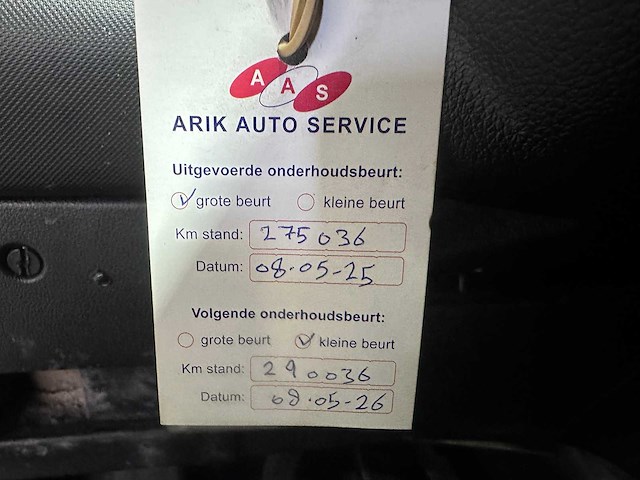 A A S
ARIK AUTO SERVICE
Uitgevoerde onderhoudsbeurt:
grote beurt kleine beurt
Km stand: 275036
Datum: 08.05-25
Volgende onderhoudsbeurt:
grote beurt kleine beurt
Km stand: 290036
Datum: 08.05-26